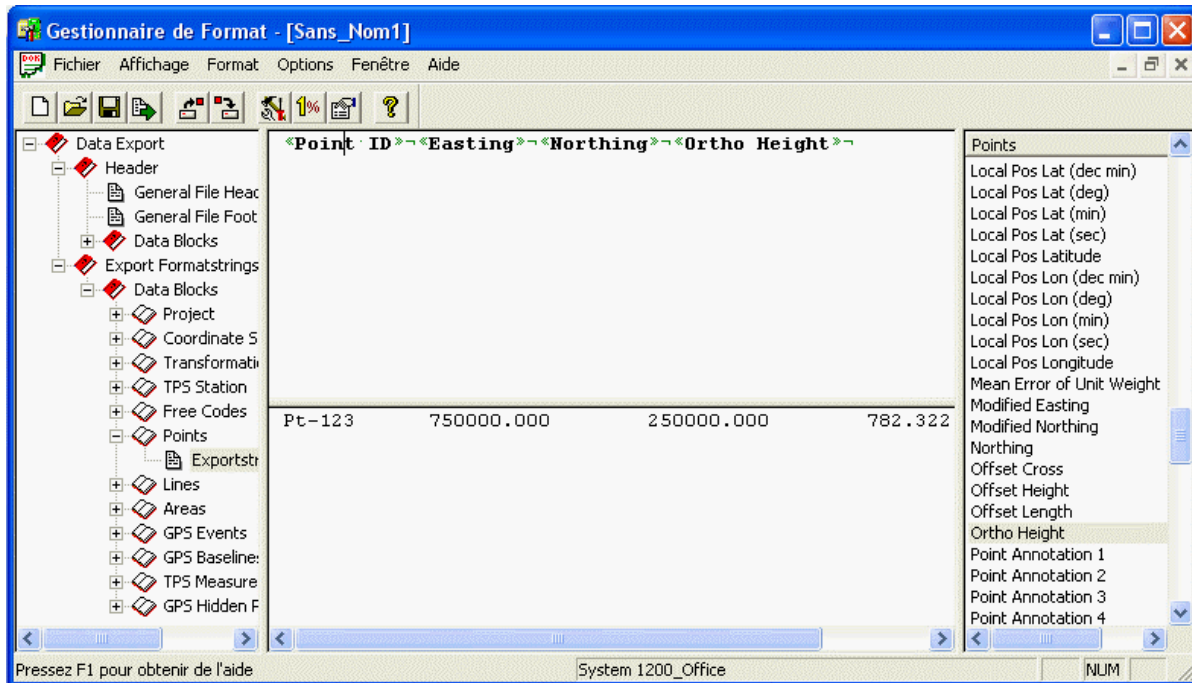 Gestionnaire de Format - [Sans_Nom1]
Fichier Affichage Format Options Fenêtre Aide
1%
Data Export
Header
General File Head
General File Foot
Data Blocks
Export Formatstrings
Data Blocks
Project
Coordinate S
Transformati
TPS Station
Free Codes
Points
Exportstr
Lines
Areas
GPS Events
GPS Baseline
TPS Measure
GPS Hidden P
«Point·ID»¬«Easting»¬«Northing»¬«Ortho Height»¬
Pt-123 750000.000 250000.000 782.322
Points
Local Pos Lat (dec min)
Local Pos Lat (deg)
Local Pos Lat (min)
Local Pos Lat (sec)
Local Pos Latitude
Local Pos Lon (dec min)
Local Pos Lon (deg)
Local Pos Lon (min)
Local Pos Lon (sec)
Local Pos Longitude
Mean Error of Unit Weight
Modified Easting
Modified Northing
Northing
Offset Cross
Offset Height
Offset Length
Ortho Height
Point Annotation 1
Point Annotation 2
Point Annotation 3
Point Annotation 4
Pressez F1 pour obtenir de l'aide
System 1200_Office
NUM